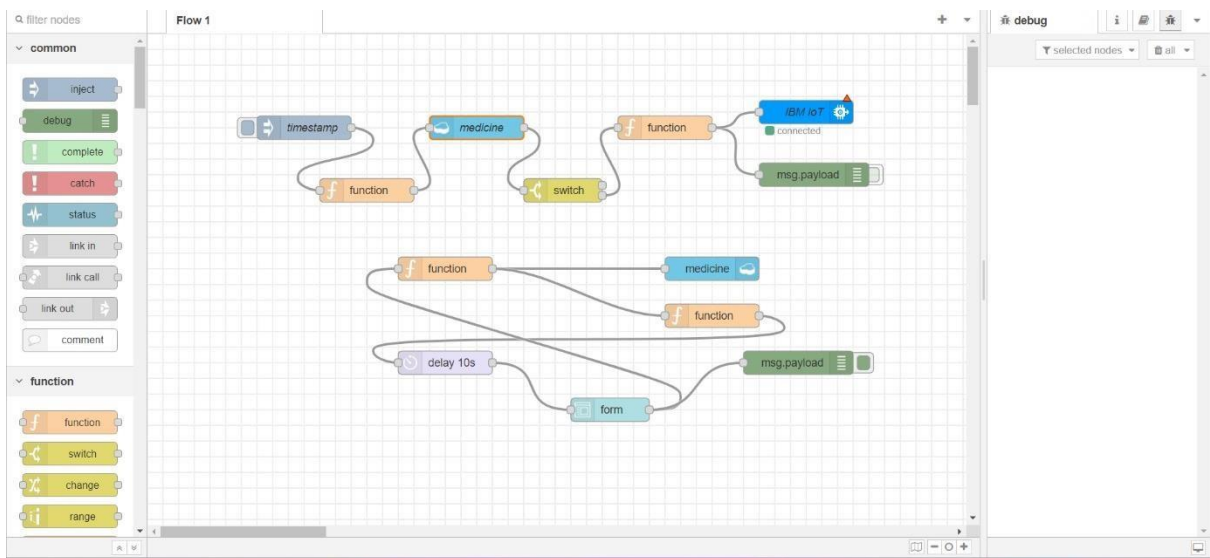 filter nodes
Flow 1
debug
i
common
selected nodes
all
inject
debug
complete
catch
status
link in
link call
link out
comment
function
function
switch
change
range
timestamp
medicine
function
IBM IoT
connected
function
switch
msg.payload
function
medicine
function
delay 10s
msg.payload
form